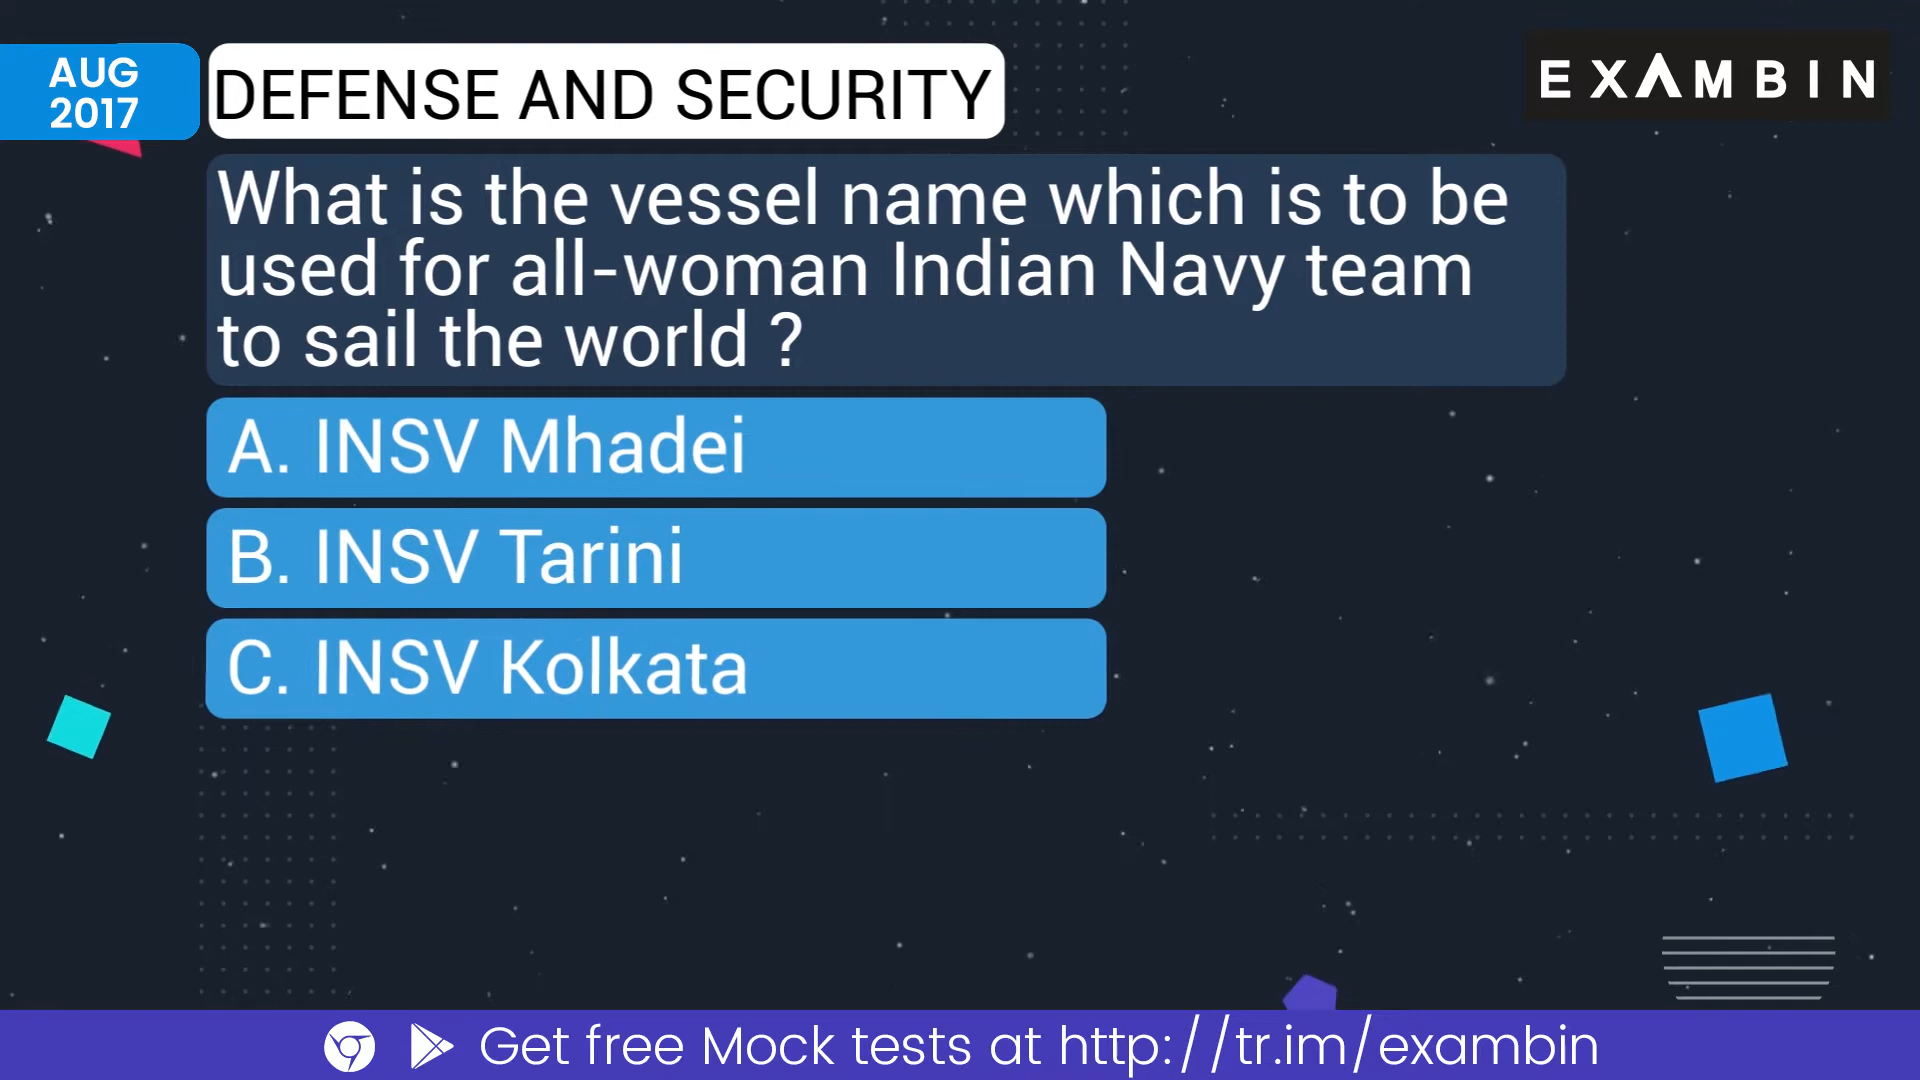 AUG
2017
DEFENSE AND SECURITY
EXAMBIN
What is the vessel name which is to be
used for all-woman Indian Navy team
to sail the world ?
A. INSV Mhadei
B. INSV Tarini
C. INSV Kolkata
Get free Mock tests at http://tr.im/exambin